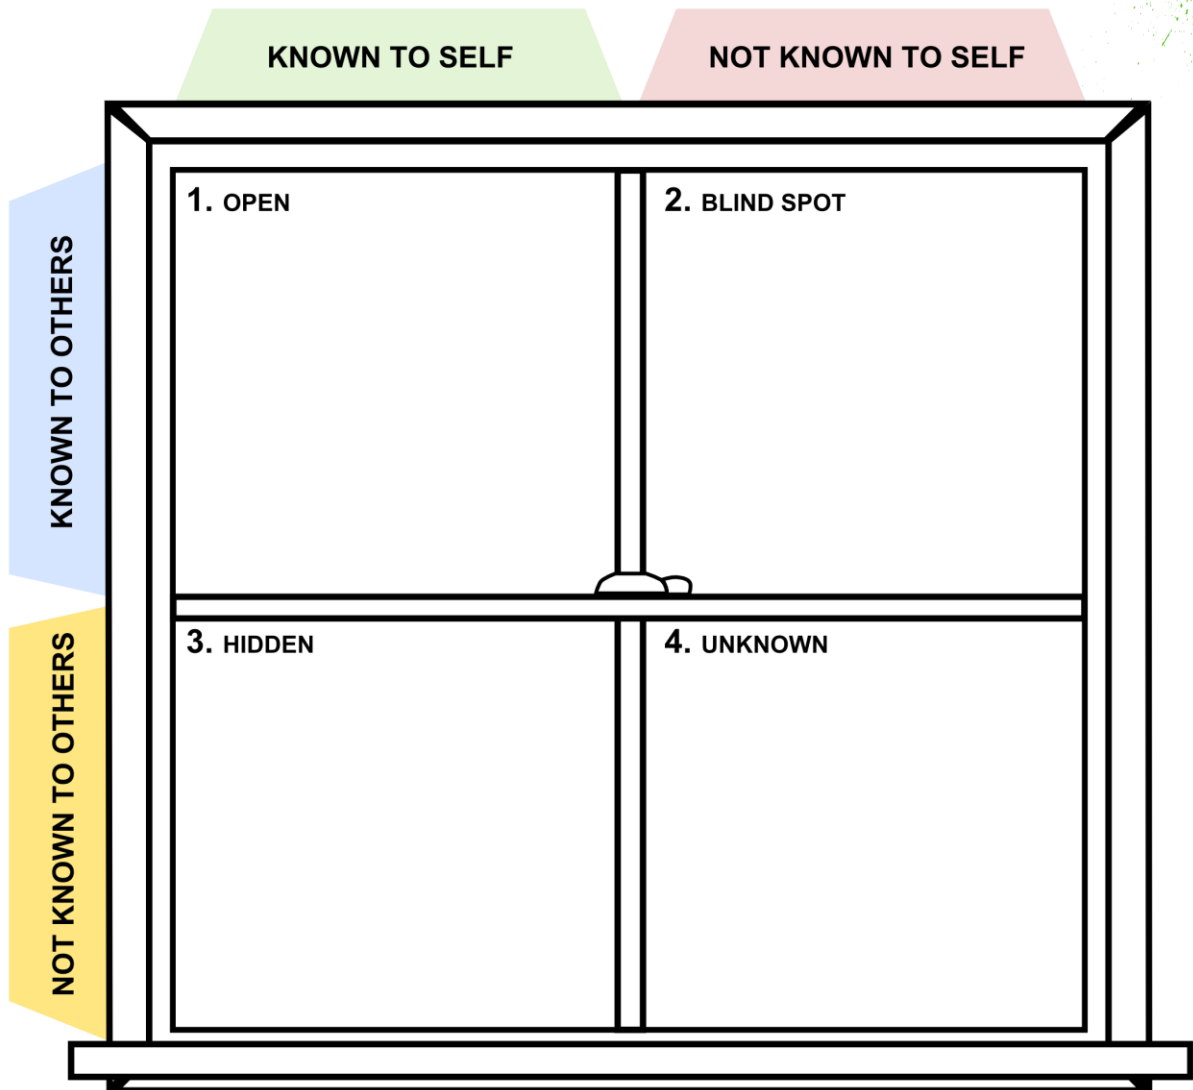 KNOWN TO SELF
NOT KNOWN TO SELF
KNOWN TO OTHERS
1. OPEN
2. BLIND SPOT
NOT KNOWN TO OTHERS
3. HIDDEN
4. UNKNOWN